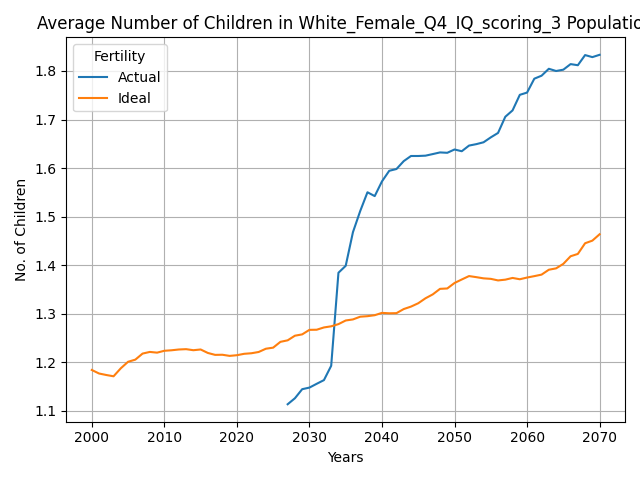 Average Number of Children in White_Female_Q4_IQ_scoring_3 Populatio
Fertility
Actual
Ideal
No. of Children
1.8
1.7
1.6
1.5
1.4
1.3
1.2
1.1
2000 2010 2020 2030 2040 2050 2060 2070
Years